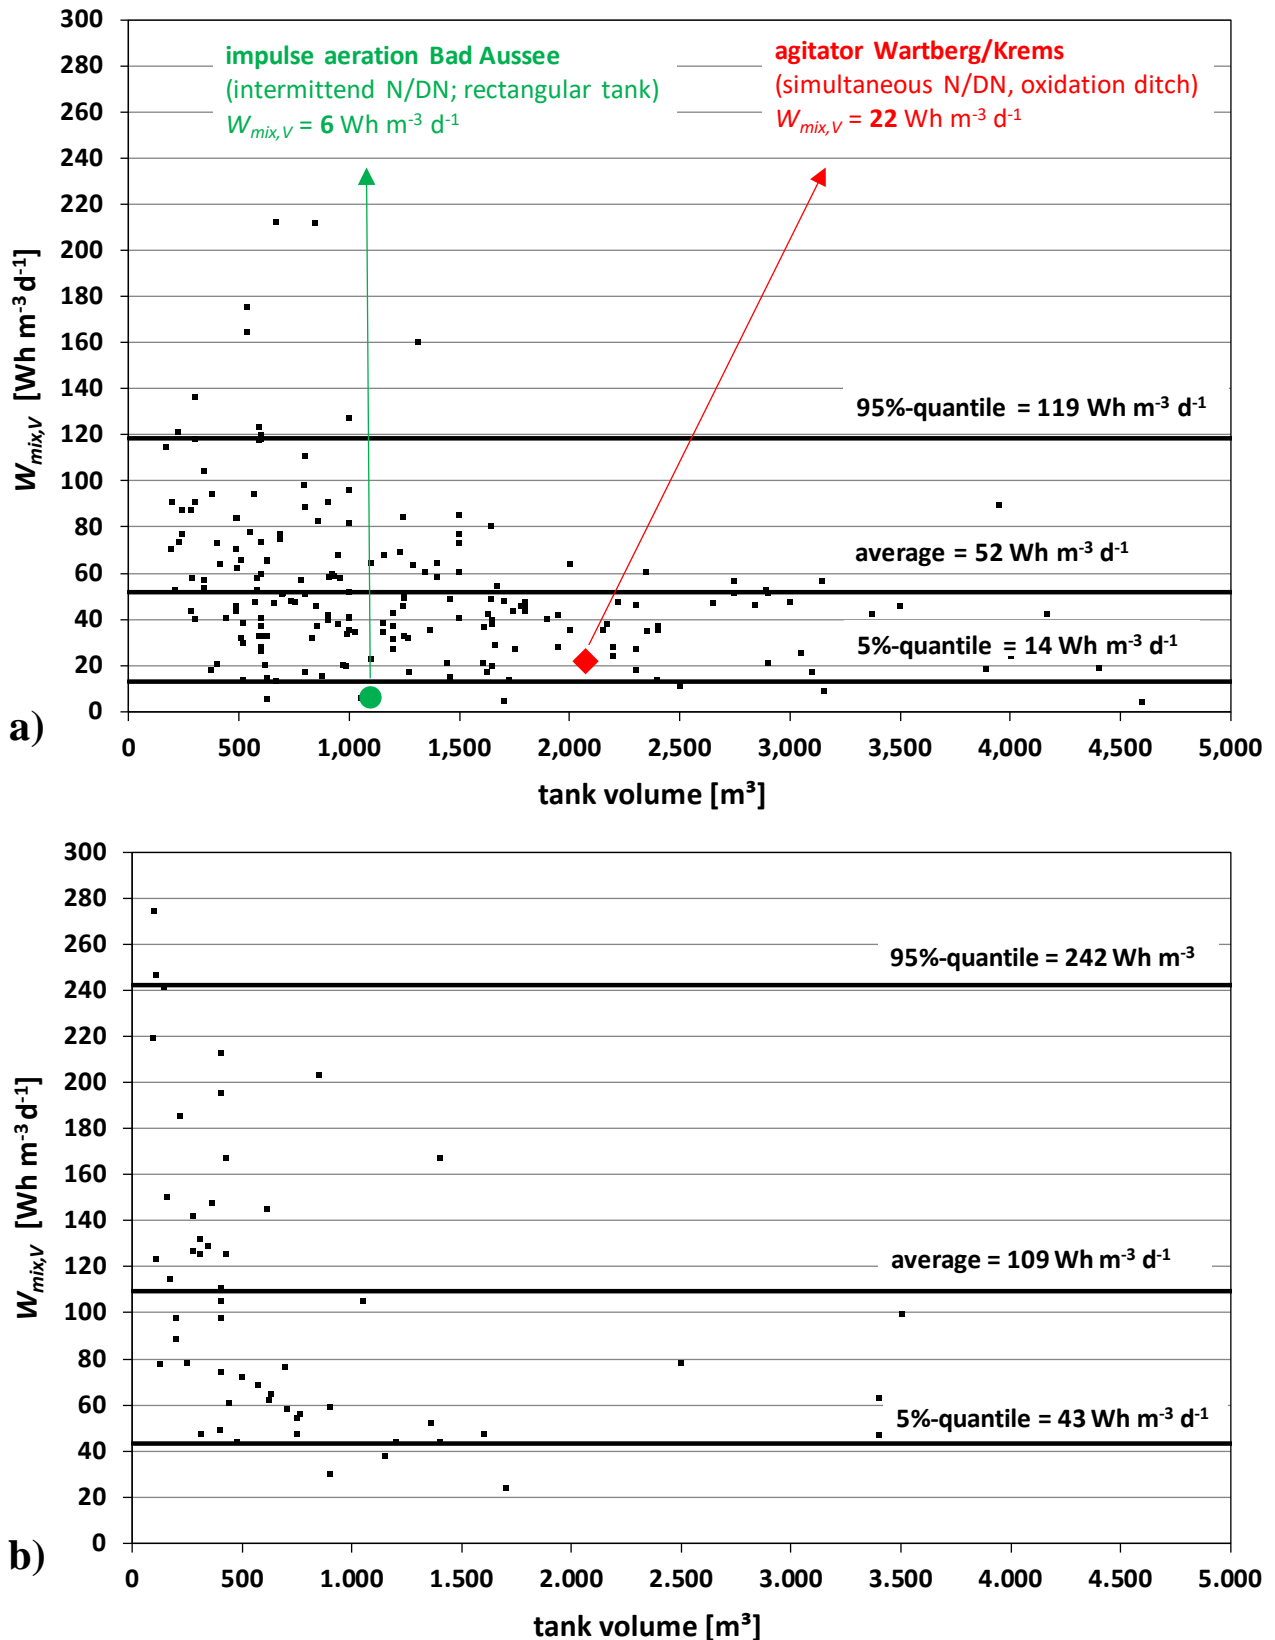 300
280
260
240
220
200
180
160
140
120
100
80
60
40
20
0
W_mix,V [Wh m⁻³ d⁻¹]
impulse aeration Bad Aussee
(intermittend N/DN; rectangular tank)
W_mix,V = 6 Wh m⁻³ d⁻¹
agitator Wartberg/Krems
(simultaneous N/DN, oxidation ditch)
W_mix,V = 22 Wh m⁻³ d⁻¹
95%-quantile = 119 Wh m⁻³ d⁻¹
average = 52 Wh m⁻³ d⁻¹
5%-quantile = 14 Wh m⁻³ d⁻¹
a)
0 500 1,000 1,500 2,000 2,500 3,000 3,500 4,000 4,500 5,000
tank volume [m³]
300
280
260
240
220
200
180
160
140
120
100
80
60
40
20
0
W_mix,V [Wh m⁻³ d⁻¹]
95%-quantile = 242 Wh m⁻³
average = 109 Wh m⁻³ d⁻¹
5%-quantile = 43 Wh m⁻³ d⁻¹
b)
0 500 1.000 1.500 2.000 2.500 3.000 3.500 4.000 4.500 5.000
tank volume [m³]